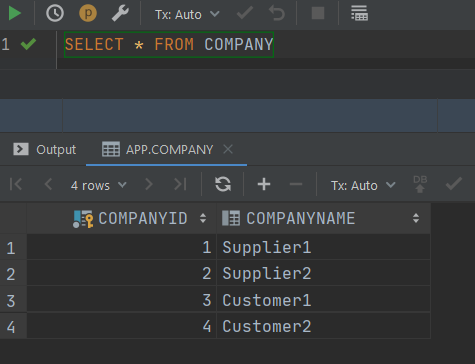 Tx: Auto
1 SELECT * FROM COMPANY
Output APP.COMPANY
4 rows Tx: Auto DB
COMPANYID COMPANYNAME
1 1 Supplier1
2 2 Supplier2
3 3 Customer1
4 4 Customer2